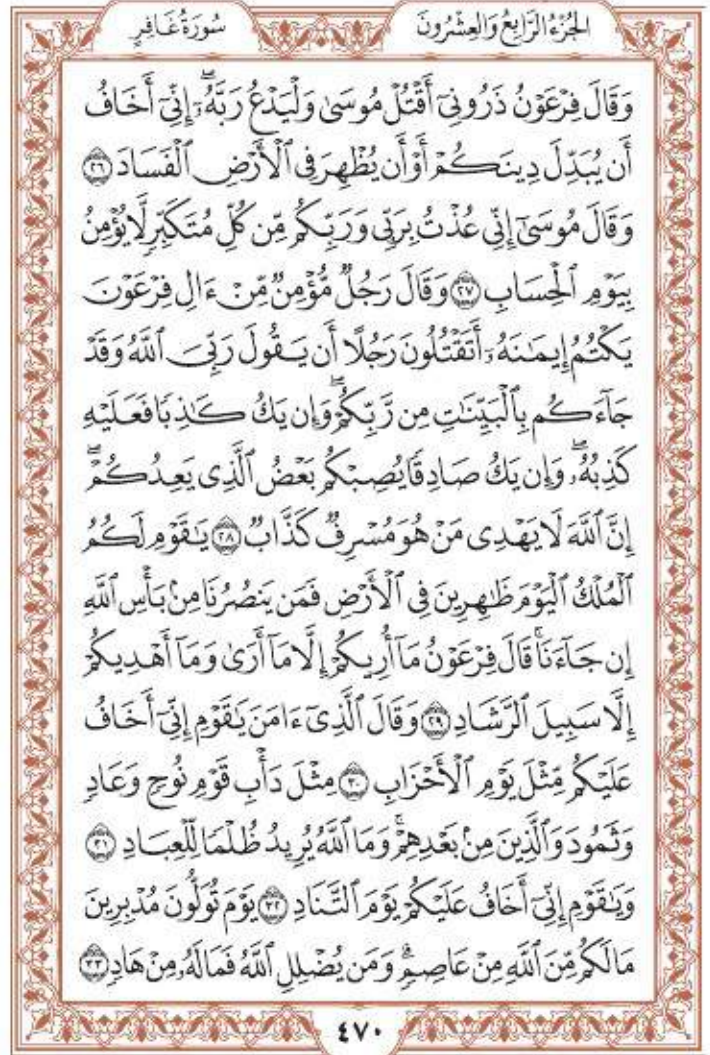 الجُزْءُ الرَّابِعُ وَالعِشْرُونَ
سُورَةُ غَافِرٍ
وَقَالَ فِرْعَوْنُ ذَرُونِيٓ أَقْتُلْ مُوسَىٰ وَلْيَدْعُ رَبَّهُۥٓۖ إِنِّيٓ أَخَافُ
أَن يُبَدِّلَ دِينَكُمْ أَوْ أَن يُظْهِرَ فِي ٱلْأَرْضِ ٱلْفَسَادَ ٢٦
وَقَالَ مُوسَىٰٓ إِنِّي عُذْتُ بِرَبِّي وَرَبِّكُم مِّن كُلِّ مُتَكَبِّرٍ لَّا يُؤْمِنُ
بِيَوْمِ ٱلْحِسَابِ ٢٧ وَقَالَ رَجُلٌ مُّؤْمِنٌ مِّنْ ءَالِ فِرْعَوْنَ
يَكْتُمُ إِيمَٰنَهُۥٓ أَتَقْتُلُونَ رَجُلًا أَن يَقُولَ رَبِّيَ ٱللَّهُ وَقَدْ
جَآءَكُم بِٱلْبَيِّنَٰتِ مِن رَّبِّكُمْۖ وَإِن يَكُ كَٰذِبًا فَعَلَيْهِ
كَذِبُهُۥۖ وَإِن يَكُ صَادِقًا يُصِبْكُم بَعْضُ ٱلَّذِي يَعِدُكُمْۖ
إِنَّ ٱللَّهَ لَا يَهْدِي مَنْ هُوَ مُسْرِفٌ كَذَّابٌ ٢٨ يَٰقَوْمِ لَكُمُ
ٱلْمُلْكُ ٱلْيَوْمَ ظَٰهِرِينَ فِي ٱلْأَرْضِ فَمَن يَنصُرُنَا مِنۢ بَأْسِ ٱللَّهِ
إِن جَآءَنَاۚ قَالَ فِرْعَوْنُ مَآ أُرِيكُمْ إِلَّا مَآ أَرَىٰ وَمَآ أَهْدِيكُمْ
إِلَّا سَبِيلَ ٱلرَّشَادِ ٢٩ وَقَالَ ٱلَّذِيٓ ءَامَنَ يَٰقَوْمِ إِنِّيٓ أَخَافُ
عَلَيْكُم مِّثْلَ يَوْمِ ٱلْأَحْزَابِ ٣٠ مِثْلَ دَأْبِ قَوْمِ نُوحٍ وَعَادٍ
وَثَمُودَ وَٱلَّذِينَ مِنۢ بَعْدِهِمْۚ وَمَا ٱللَّهُ يُرِيدُ ظُلْمًا لِّلْعِبَادِ ٣١
وَيَٰقَوْمِ إِنِّيٓ أَخَافُ عَلَيْكُمْ يَوْمَ ٱلتَّنَادِ ٣٢ يَوْمَ تُوَلُّونَ مُدْبِرِينَ
مَا لَكُم مِّنَ ٱللَّهِ مِنْ عَاصِمٍۗ وَمَن يُضْلِلِ ٱللَّهُ فَمَا لَهُۥ مِنْ هَادٍ ٣٣
٤٧٠